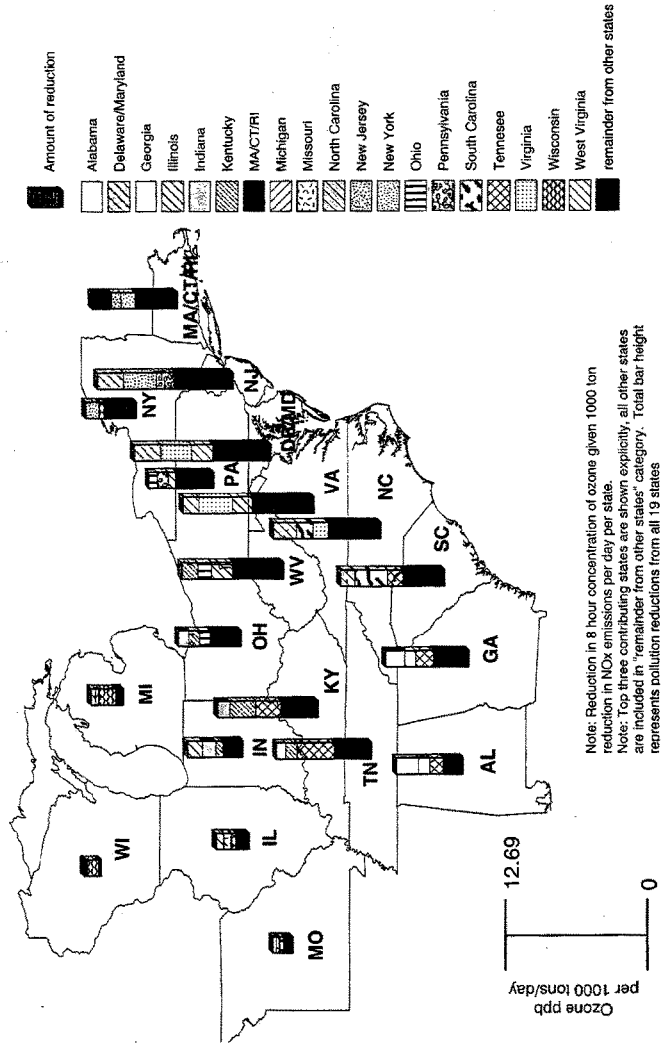 Amount of reduction
Alabama
Delaware/Maryland
Georgia
Illinois
Indiana
Kentucky
MA/CT/RI
Michigan
Missouri
North Carolina
New Jersey
New York
Ohio
Pennsylvania
South Carolina
Tennesee
Virginia
Wisconsin
West Virginia
remainder from other states
WI
MI
NY
MA/CT/RI
IL
IN
OH
PA
NJ
MO
KY
WV
DE/MD
VA
TN
NC
SC
AL
GA
Ozone ppb
per 1000 tons/day
12.69
0
Note: Reduction in 8 hour concentration of ozone given 1000 ton
reduction in NOx emissions per day per state.
Note: Top three contributing states are shown explicitly, all other states
are included in "remainder from other states" category. Total bar height
represents pollution reductions from all 19 states